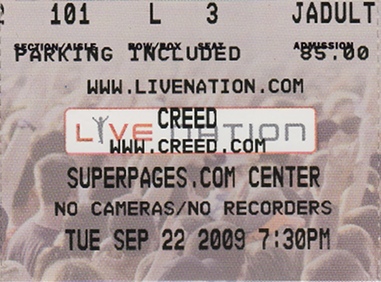 2 101 L 3 JADULT
SECTION/AISLE ROW/BOX SEAT ADMISSION
PARKING INCLUDED 85.00
WWW.LIVENATION.COM
CREED
LIVE NATION
WWW.CREED.COM
SUPERPAGES.COM CENTER
NO CAMERAS/NO RECORDERS
TUE SEP 22 2009 7:30PM